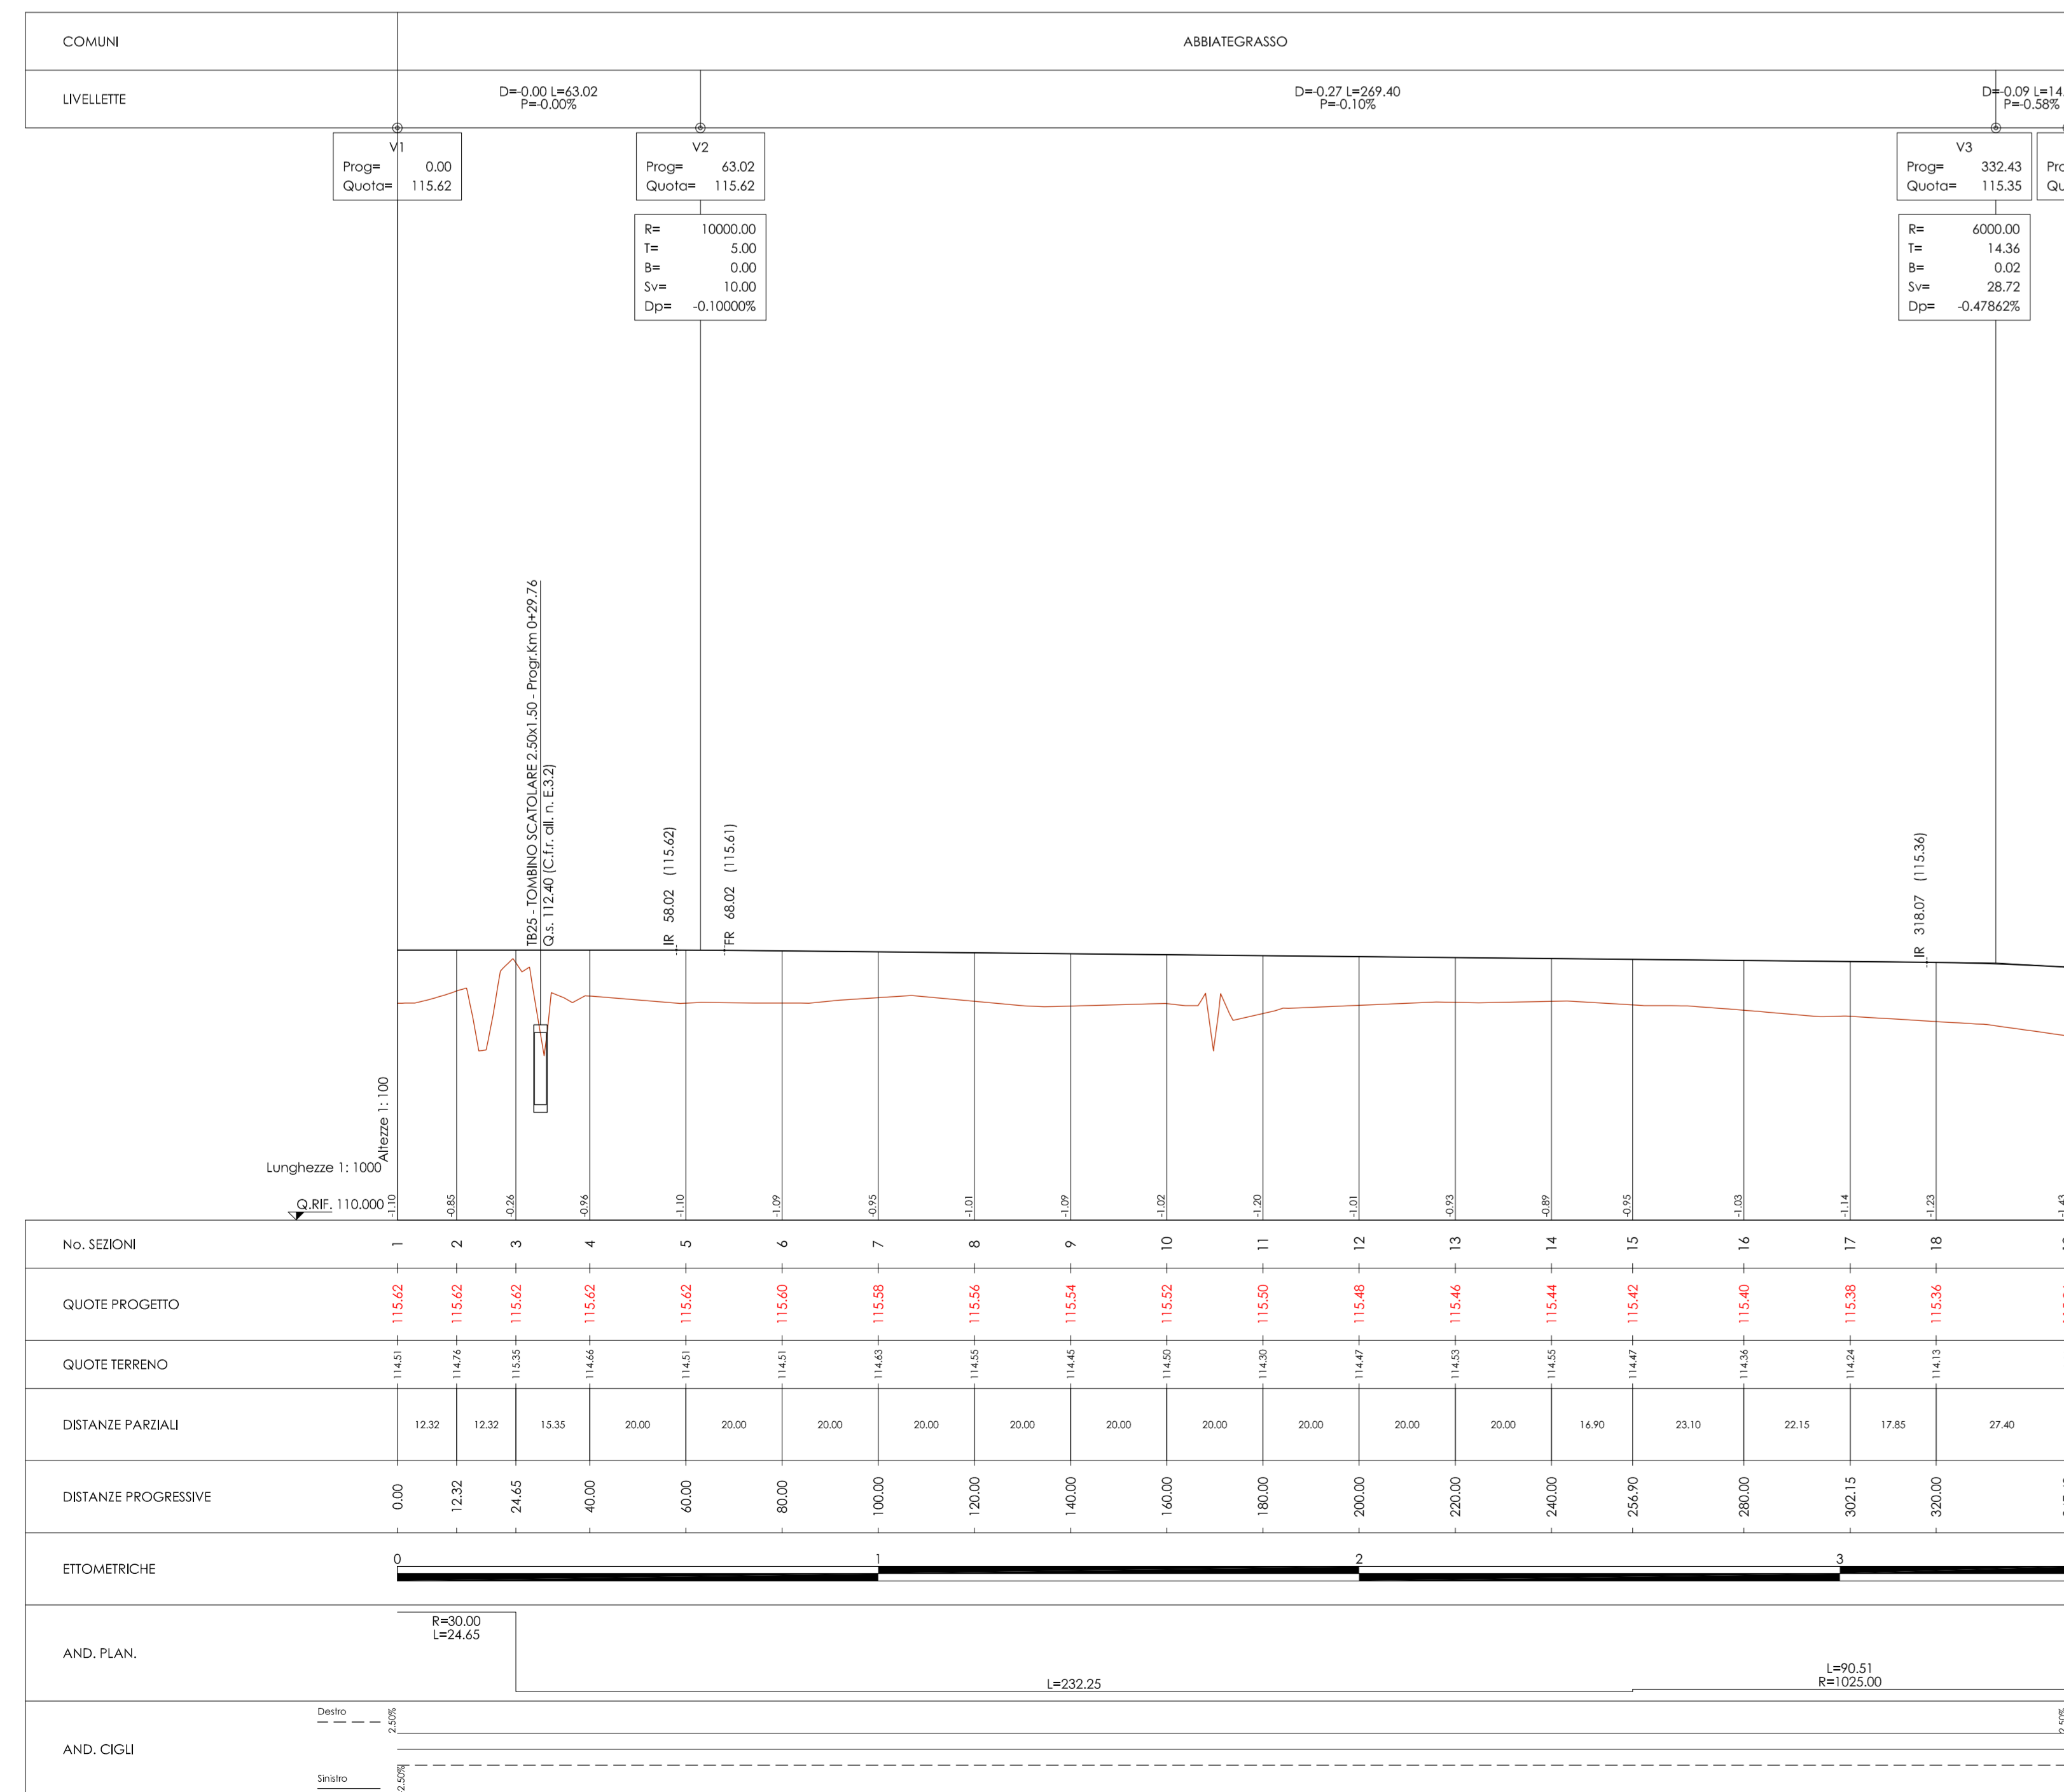 COMUNI ABBIATEGRASSO
LIVELLETTE
D=-0.00 L=63.02
P=-0.00%
D=-0.27 L=269.40
P=-0.10%
D=-0.09 L=14.
P=-0.58%
V1
Prog= 0.00
Quota= 115.62
V2
Prog= 63.02
Quota= 115.62
R= 10000.00
T= 5.00
B= 0.00
Sv= 10.00
Dp= -0.10000%
V3
Prog= 332.43
Quota= 115.35
R= 6000.00
T= 14.36
B= 0.02
Sv= 28.72
Dp= -0.47862%
TB25 - TOMBINO SCATOLARE 2.50x1.50 - Progr.Km 0+29.76
Q.s. 112.40 (C.f.r. all. n. E.3.2)
IR 58.02 (115.62)
FR 68.02 (115.61)
IR 318.07 (115.36)
Altezze 1: 100
Lunghezze 1: 1000
Q.RIF. 110.000
-1.10 -0.85 -0.26 -0.96 -1.10 -1.09 -0.95 -1.01 -1.09 -1.02 -1.20 -1.01 -0.93 -0.89 -0.95 -1.03 -1.14 -1.23 -1.43
No. SEZIONI 1 2 3 4 5 6 7 8 9 10 11 12 13 14 15 16 17 18
QUOTE PROGETTO 115.62 115.62 115.62 115.62 115.62 115.60 115.58 115.56 115.54 115.52 115.50 115.48 115.46 115.44 115.42 115.40 115.38 115.36
QUOTE TERRENO 114.51 114.76 115.35 114.66 114.51 114.51 114.63 114.55 114.45 114.50 114.30 114.47 114.53 114.55 114.47 114.36 114.24 114.13
DISTANZE PARZIALI 12.32 12.32 15.35 20.00 20.00 20.00 20.00 20.00 20.00 20.00 20.00 20.00 20.00 16.90 23.10 22.15 17.85 27.40
DISTANZE PROGRESSIVE 0.00 12.32 24.65 40.00 60.00 80.00 100.00 120.00 140.00 160.00 180.00 200.00 220.00 240.00 256.90 280.00 302.15 320.00
ETTOMETRICHE 0 1 2 3
AND. PLAN.
R=30.00
L=24.65
L=232.25
L=90.51
R=1025.00
AND. CIGLI
Destro 2.50% 2.50%
Sinistro 2.50%